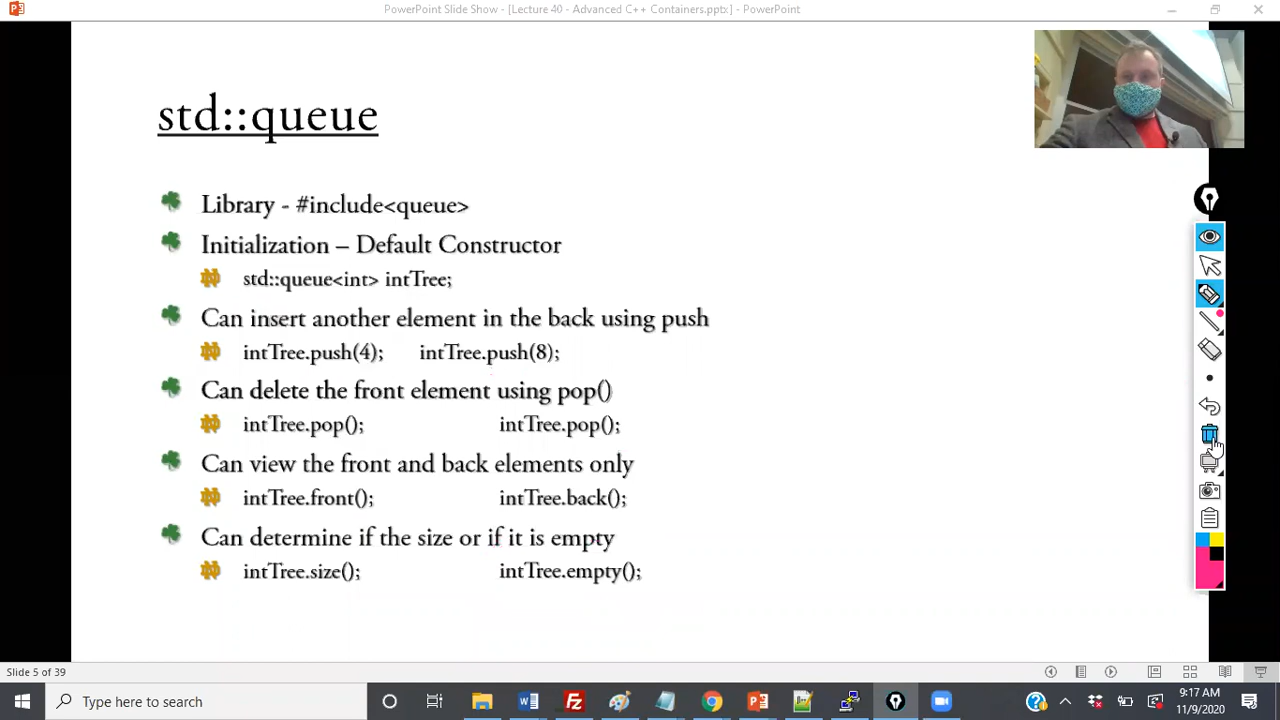 PowerPoint Slide Show - [Lecture 40 - Advanced C++ Containers.pptx] - PowerPoint
std::queue
Library - #include<queue>
Initialization – Default Constructor
std::queue<int> intTree;
Can insert another element in the back using push
intTree.push(4); intTree.push(8);
Can delete the front element using pop()
intTree.pop(); intTree.pop();
Can view the front and back elements only
intTree.front(); intTree.back();
Can determine if the size or if it is empty
intTree.size(); intTree.empty();
Slide 5 of 39
Type here to search
9:17 AM
11/9/2020